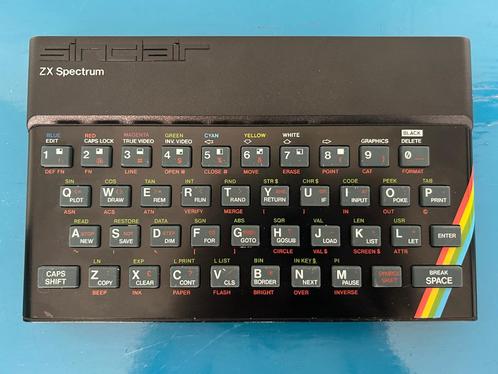 sinclair
ZX Spectrum
BLUE RED MAGENTA GREEN CYAN YELLOW WHITE BLACK
EDIT CAPS LOCK TRUE VIDEO INV. VIDEO GRAPHICS DELETE
1 ! 2 @ 3 # 4 $ 5 % 6 & 7 ' 8 ( 9 ) 0
DEF FN FN LINE OPEN # CLOSE # MOVE ERASE POINT CAT FORMAT
SIN COS TAN INT RND STR $ CHR $ CODE PEEK TAB
Q W E R T Y U I O P
PLOT DRAW REM RUN RAND RETURN IF INPUT POKE PRINT
ASN ACS ATN VERIFY MERGE [ ] IN OUT ©
READ RESTORE DATA SGN ABS SQR VAL LEN USR
A STOP S NOT D STEP F TO G THEN H J K L ENTER
NEW SAVE DIM FOR GOTO GOSUB LOAD LIST LET
CIRCLE VAL $ SCREEN $ ATTR
LN EXP L PRINT L LIST BIN IN KEY $ PI
CAPS SHIFT Z X C V B N M SYMBOL SHIFT BREAK SPACE
COPY CLEAR CONT CLS BORDER NEXT PAUSE
BEEP INK PAPER FLASH BRIGHT OVER INVERSE